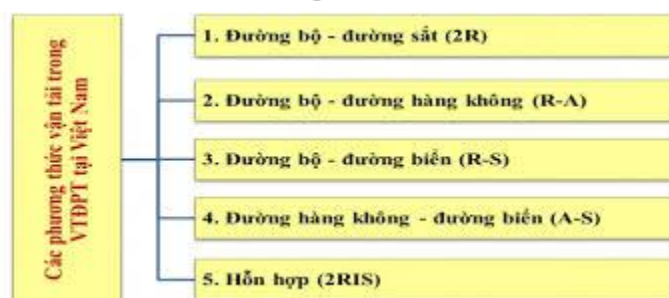 Các phương thức vận tải trong
VTĐPT tại Việt Nam
1. Đường bộ - đường sắt (2R)
2. Đường bộ - đường hàng không (R-A)
3. Đường bộ - đường biển (R-S)
4. Đường hàng không - đường biển (A-S)
5. Hỗn hợp (2RIS)